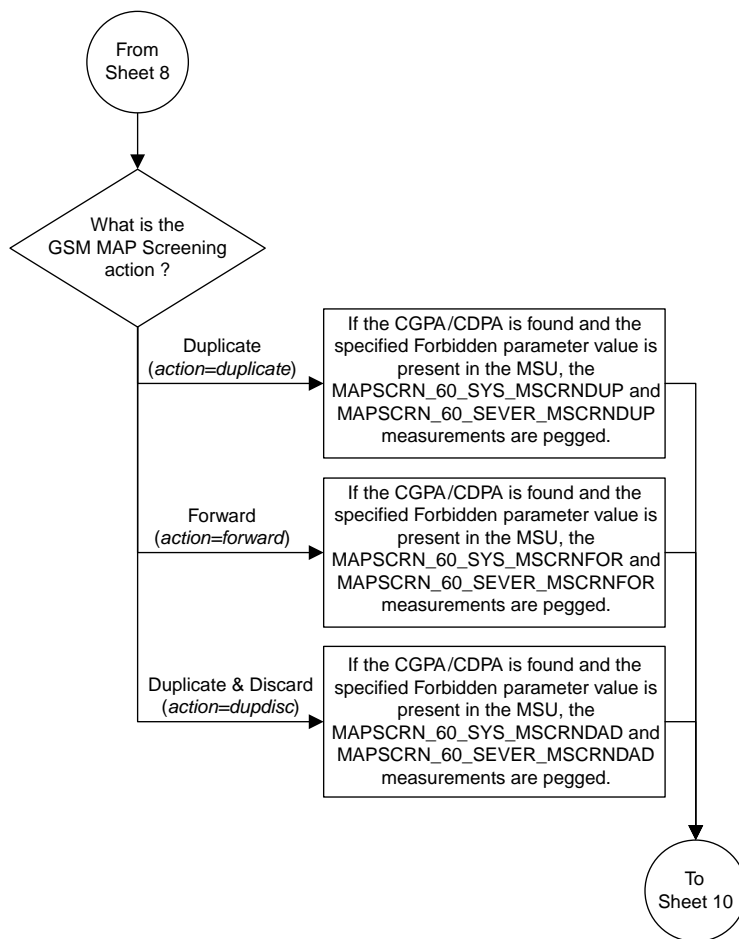 From
Sheet 8
What is the
GSM MAP Screening
action ?
Duplicate
(action=duplicate)
If the CGPA/CDPA is found and the
specified Forbidden parameter value is
present in the MSU, the
MAPSCRN_60_SYS_MSCRNDUP and
MAPSCRN_60_SEVER_MSCRNDUP
measurements are pegged.
Forward
(action=forward)
If the CGPA/CDPA is found and the
specified Forbidden parameter value is
present in the MSU, the
MAPSCRN_60_SYS_MSCRNFOR and
MAPSCRN_60_SEVER_MSCRNFOR
measurements are pegged.
Duplicate & Discard
(action=dupdisc)
If the CGPA/CDPA is found and the
specified Forbidden parameter value is
present in the MSU, the
MAPSCRN_60_SYS_MSCRNDAD and
MAPSCRN_60_SEVER_MSCRNDAD
measurements are pegged.
To
Sheet 10